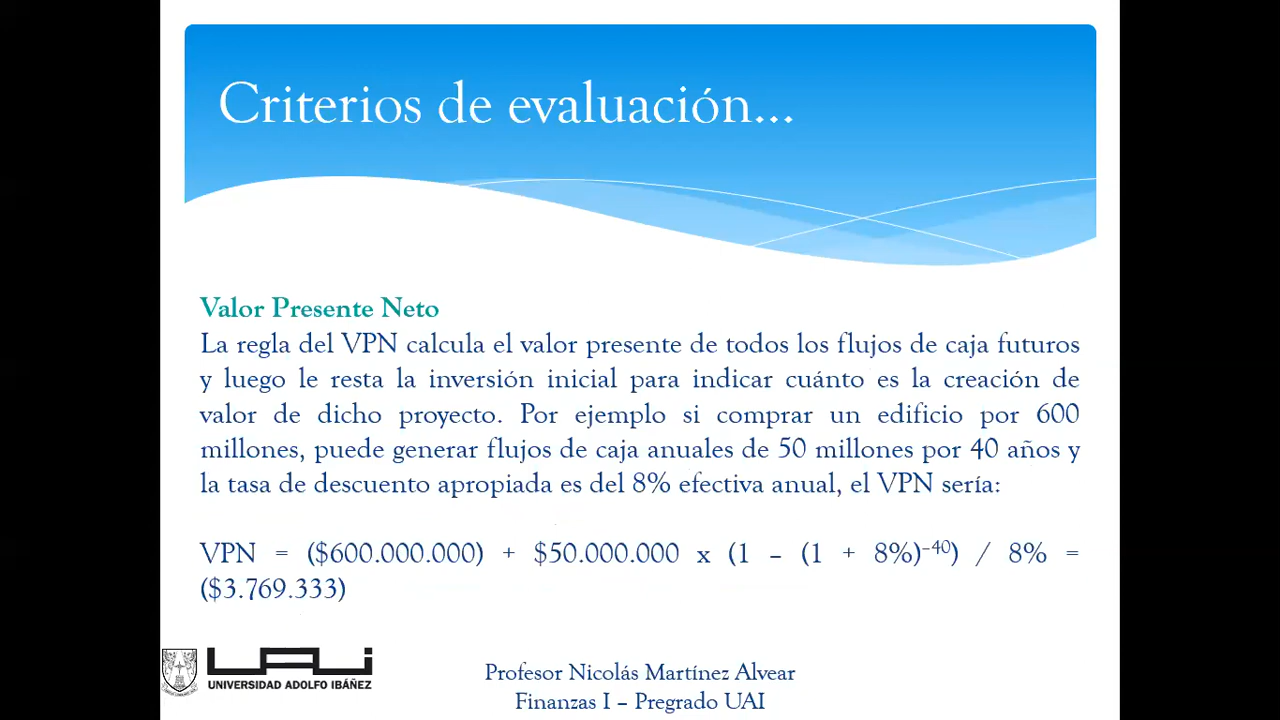 Criterios de evaluación...
Valor Presente Neto
La regla del VPN calcula el valor presente de todos los flujos de caja futuros
y luego le resta la inversión inicial para indicar cuánto es la creación de
valor de dicho proyecto. Por ejemplo si comprar un edificio por 600
millones, puede generar flujos de caja anuales de 50 millones por 40 años y
la tasa de descuento apropiada es del 8% efectiva anual, el VPN sería:
VPN = ($600.000.000) + $50.000.000 x (1 – (1 + 8%)⁻⁴⁰) / 8% =
($3.769.333)
UAI
UNIVERSIDAD ADOLFO IBÁÑEZ
Profesor Nicolás Martínez Alvear
Finanzas I – Pregrado UAI